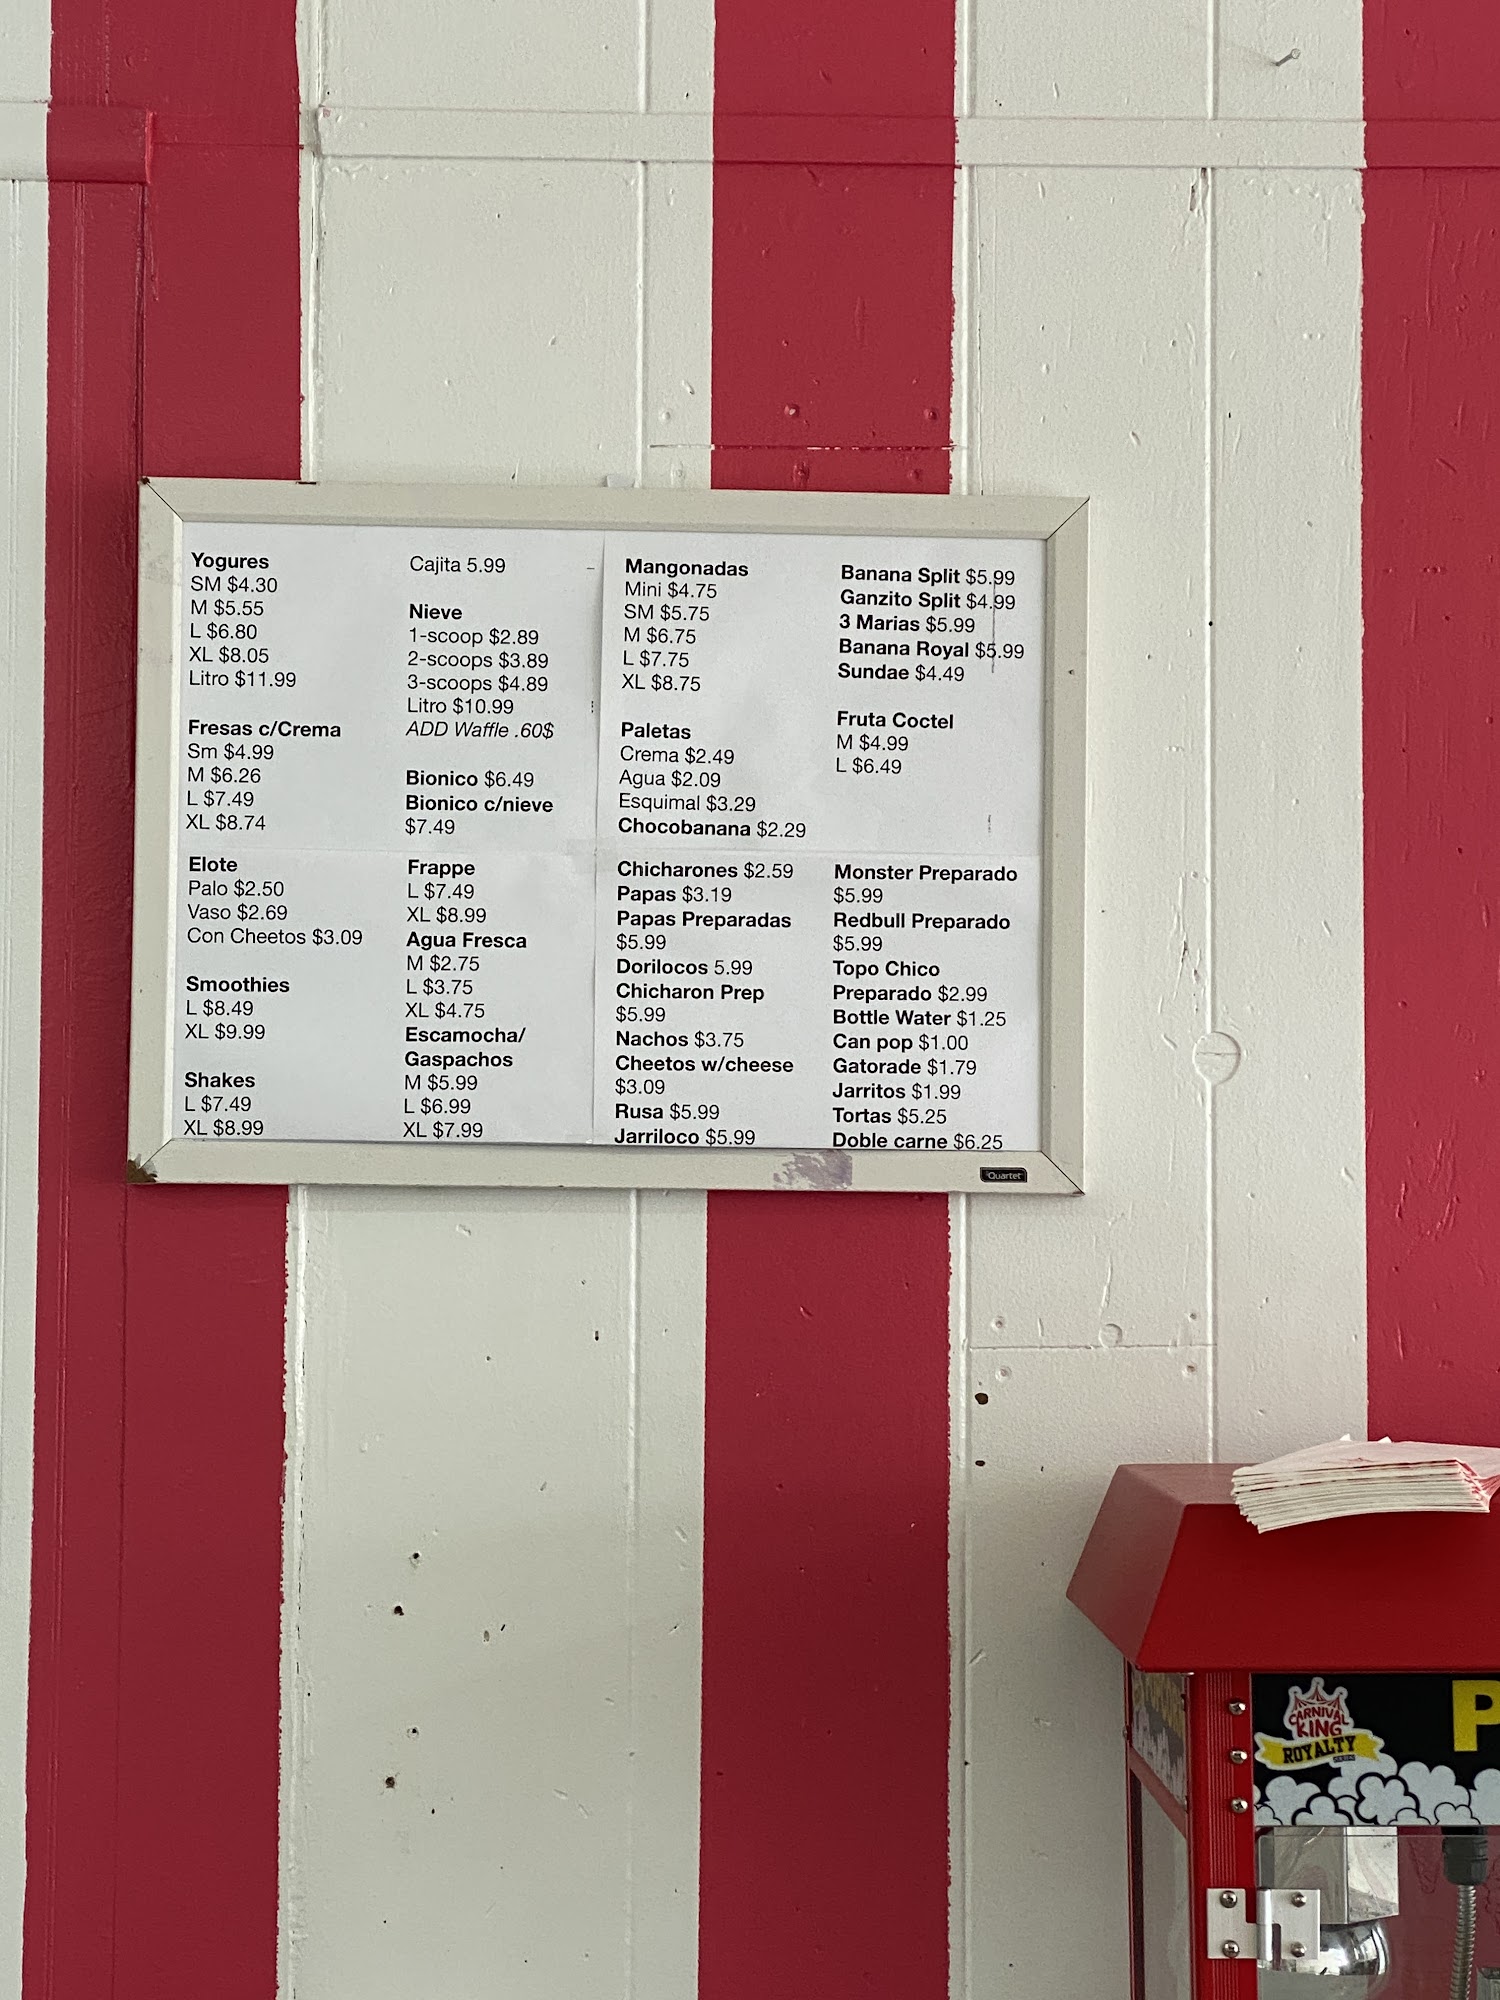 Yogures
SM $4.30
M $5.55
L $6.80
XL $8.05
Litro $11.99
Fresas c/Crema
Sm $4.99
M $6.26
L $7.49
XL $8.74
Cajita 5.99
Nieve
1-scoop $2.89
2-scoops $3.89
3-scoops $4.89
Litro $10.99
ADD Waffle .60$
Bionico $6.49
Bionico c/nieve
$7.49
Mangonadas
Mini $4.75
SM $5.75
M $6.75
L $7.75
XL $8.75
Paletas
Crema $2.49
Agua $2.09
Esquimal $3.29
Chocobanana $2.29
Banana Split $5.99
Ganzito Split $4.99
3 Marias $5.99
Banana Royal $5.99
Sundae $4.49
Fruta Coctel
M $4.99
L $6.49
Elote
Palo $2.50
Vaso $2.69
Con Cheetos $3.09
Smoothies
L $8.49
XL $9.99
Shakes
L $7.49
XL $8.99
Frappe
L $7.49
XL $8.99
Agua Fresca
M $2.75
L $3.75
XL $4.75
Escamocha/
Gaspachos
M $5.99
L $6.99
XL $7.99
Chicharones $2.59
Papas $3.19
Papas Preparadas
$5.99
Dorilocos 5.99
Chicharon Prep
$5.99
Nachos $3.75
Cheetos w/cheese
$3.09
Rusa $5.99
Jarriloco $5.99
Monster Preparado
$5.99
Redbull Preparado
$5.99
Topo Chico
Preparado $2.99
Bottle Water $1.25
Can pop $1.00
Gatorade $1.79
Jarritos $1.99
Tortas $5.25
Doble carne $6.25
Quartet
CARNIVAL
KING
ROYALTY
P